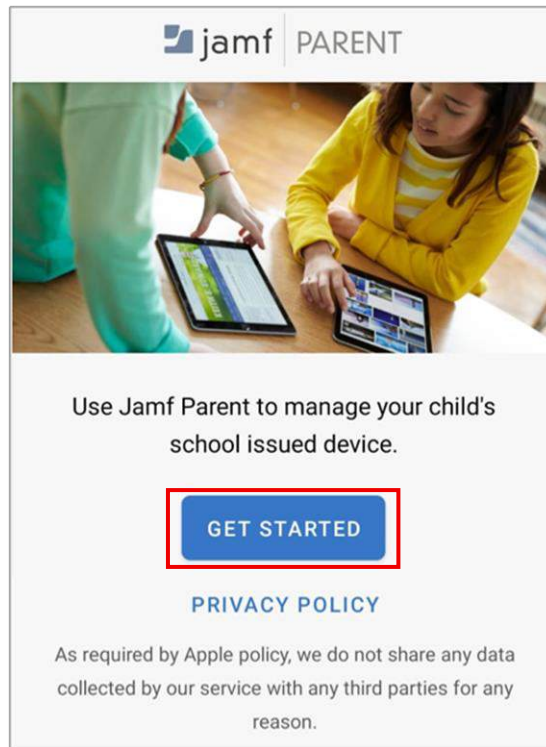 jamf PARENT
Use Jamf Parent to manage your child's
school issued device.
GET STARTED
PRIVACY POLICY
As required by Apple policy, we do not share any data
collected by our service with any third parties for any
reason.